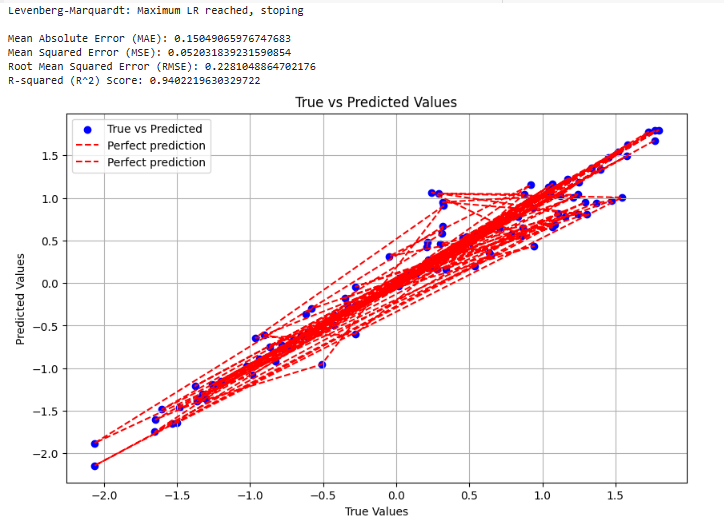 Levenberg-Marquardt: Maximum LR reached, stoping
Mean Absolute Error (MAE): 0.15049065976747683
Mean Squared Error (MSE): 0.052031839231590854
Root Mean Squared Error (RMSE): 0.2281048864702176
R-squared (R^2) Score: 0.9402219630329722
True vs Predicted Values
True vs Predicted
Perfect prediction
Perfect prediction
Predicted Values
1.5
1.0
0.5
0.0
−0.5
−1.0
−1.5
−2.0
−2.0 −1.5 −1.0 −0.5 0.0 0.5 1.0 1.5
True Values